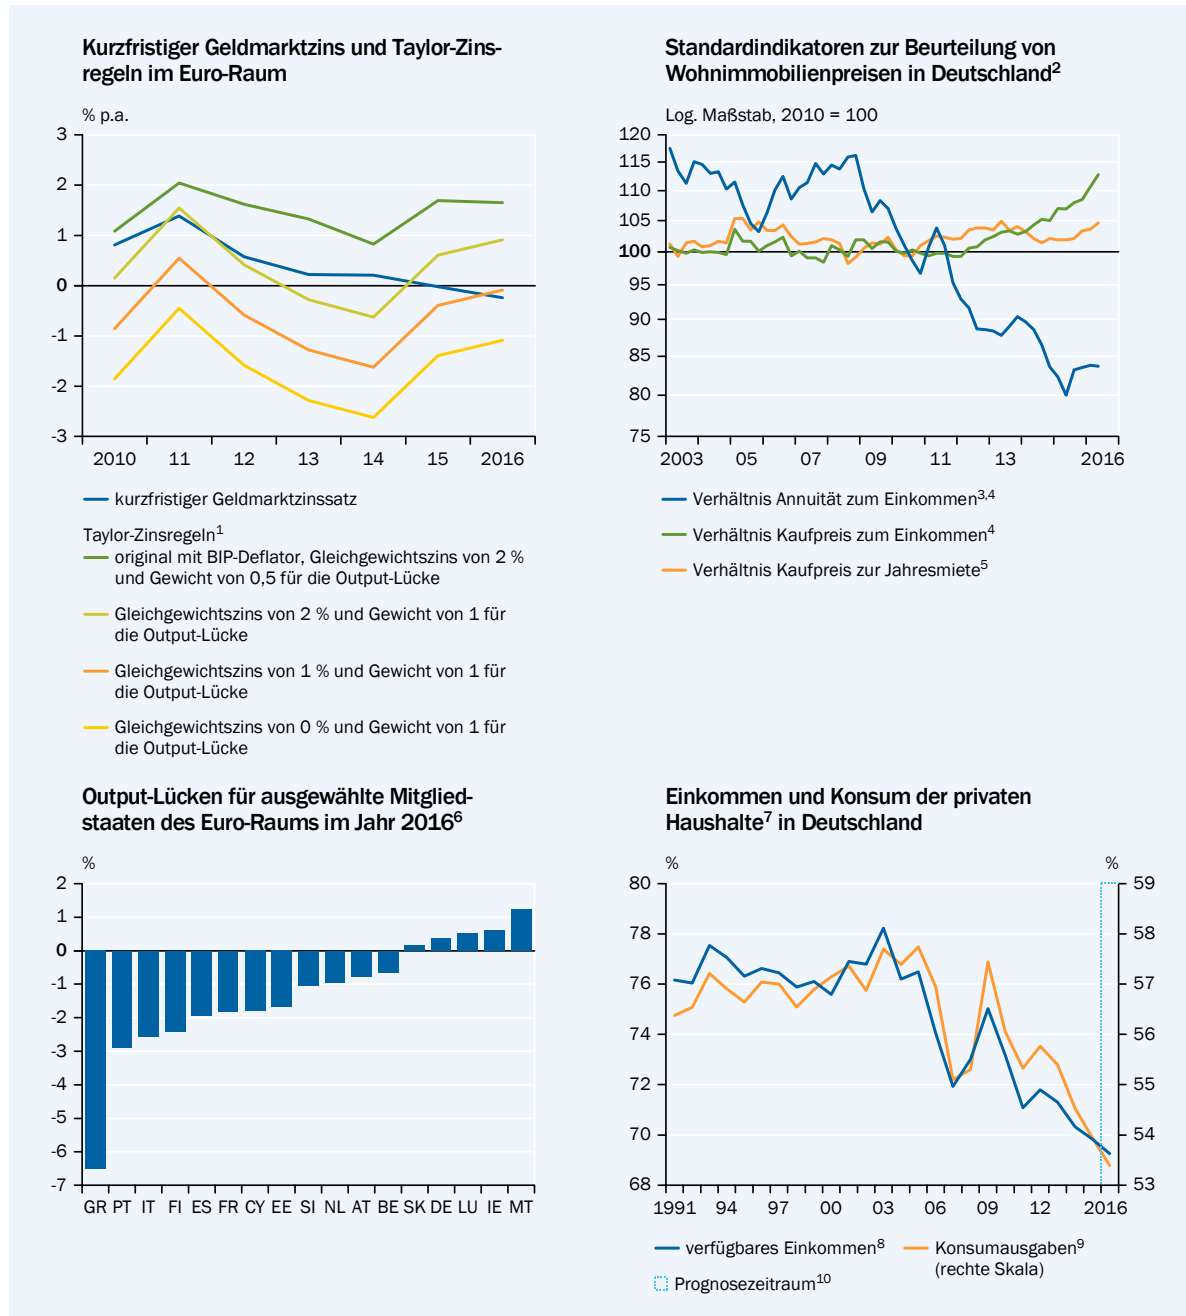 Kurzfristiger Geldmarktzins und Taylor-Zins-
regeln im Euro-Raum
% p.a.
3
2
1
0
-1
-2
-3
2010 11 12 13 14 15 2016
kurzfristiger Geldmarktzinssatz
Taylor-Zinsregeln¹
original mit BIP-Deflator, Gleichgewichtszins von 2 %
und Gewicht von 0,5 für die Output-Lücke
Gleichgewichtszins von 2 % und Gewicht von 1 für
die Output-Lücke
Gleichgewichtszins von 1 % und Gewicht von 1 für
die Output-Lücke
Gleichgewichtszins von 0 % und Gewicht von 1 für
die Output-Lücke
Standardindikatoren zur Beurteilung von
Wohnimmobilienpreisen in Deutschland²
Log. Maßstab, 2010 = 100
120
115
110
105
100
95
90
85
80
75
2003 05 07 09 11 13 2016
Verhältnis Annuität zum Einkommen³,⁴
Verhältnis Kaufpreis zum Einkommen⁴
Verhältnis Kaufpreis zur Jahresmiete⁵
Output-Lücken für ausgewählte Mitglied-
staaten des Euro-Raums im Jahr 2016⁶
%
2
1
0
-1
-2
-3
-4
-5
-6
-7
GR PT IT FI ES FR CY EE SI NL AT BE SK DE LU IE MT
Einkommen und Konsum der privaten
Haushalte⁷ in Deutschland
% %
80 59
78 58
76 57
74 56
72 55
70 54
68 53
1991 94 97 00 03 06 09 12 2016
verfügbares Einkommen⁸ Konsumausgaben⁹
(rechte Skala)
Prognosezeitraum¹⁰